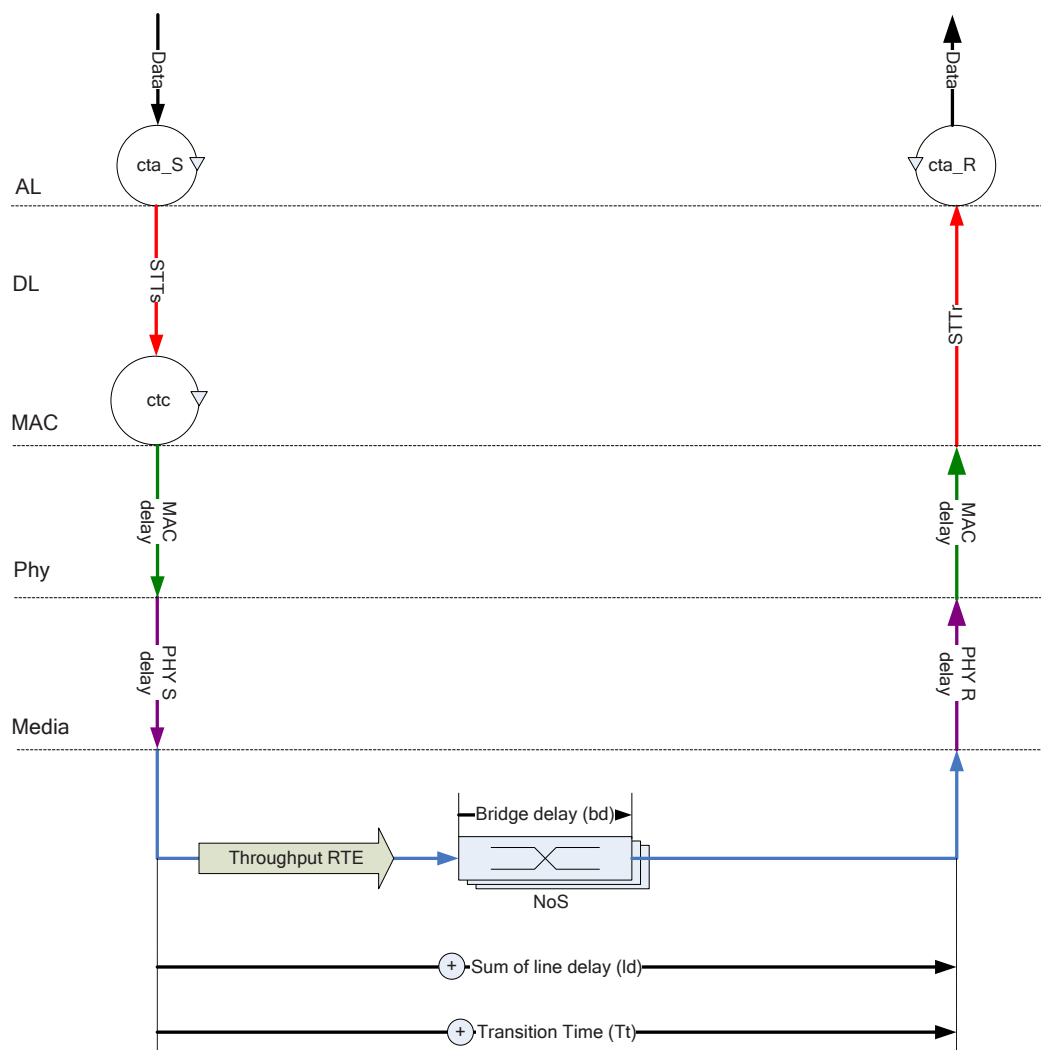 Data
Data
cta_S
cta_R
AL
STTs
STTr
DL
ctc
MAC
MAC
delay
MAC
delay
Phy
PHY S
delay
PHY R
delay
Media
Bridge delay (bd)
Throughput RTE
NoS
+ Sum of line delay (ld)
+ Transition Time (Tt)